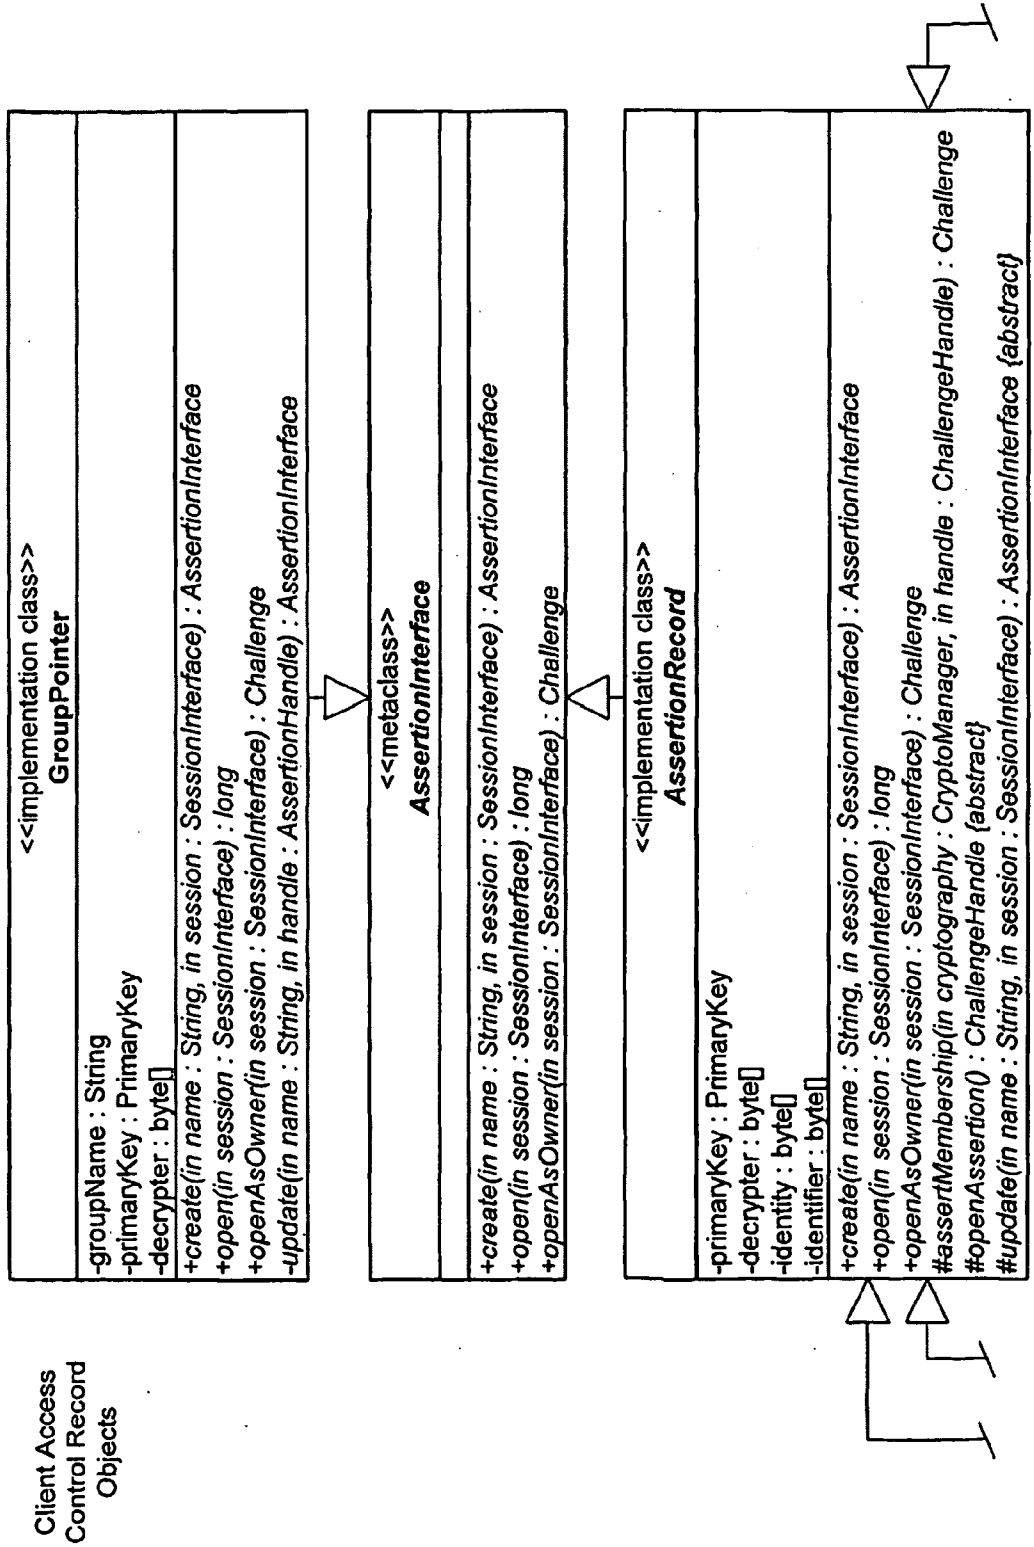 Client Access
Control Record
Objects
<<implementation class>>
GroupPointer
-groupName : String
-primaryKey : PrimaryKey
-decrypter : byte[]
+create(in name : String, in session : SessionInterface) : AssertionInterface
+open(in session : SessionInterface) : long
+openAsOwner(in session : SessionInterface) : Challenge
-update(in name : String, in handle : AssertionHandle) : AssertionInterface
<<metaclass>>
AssertionInterface
+create(in name : String, in session : SessionInterface) : AssertionInterface
+open(in session : SessionInterface) : long
+openAsOwner(in session : SessionInterface) : Challenge
<<implementation class>>
AssertionRecord
-primaryKey : PrimaryKey
-decrypter : byte[]
-identity : byte[]
-identifier : byte[]
+create(in name : String, in session : SessionInterface) : AssertionInterface
+open(in session : SessionInterface) : long
+openAsOwner(in session : SessionInterface) : Challenge
#assertMembership(in cryptography : CryptoManager, in handle : ChallengeHandle) : Challenge
#openAssertion() : ChallengeHandle {abstract}
#update(in name : String, in session : SessionInterface) : AssertionInterface {abstract}